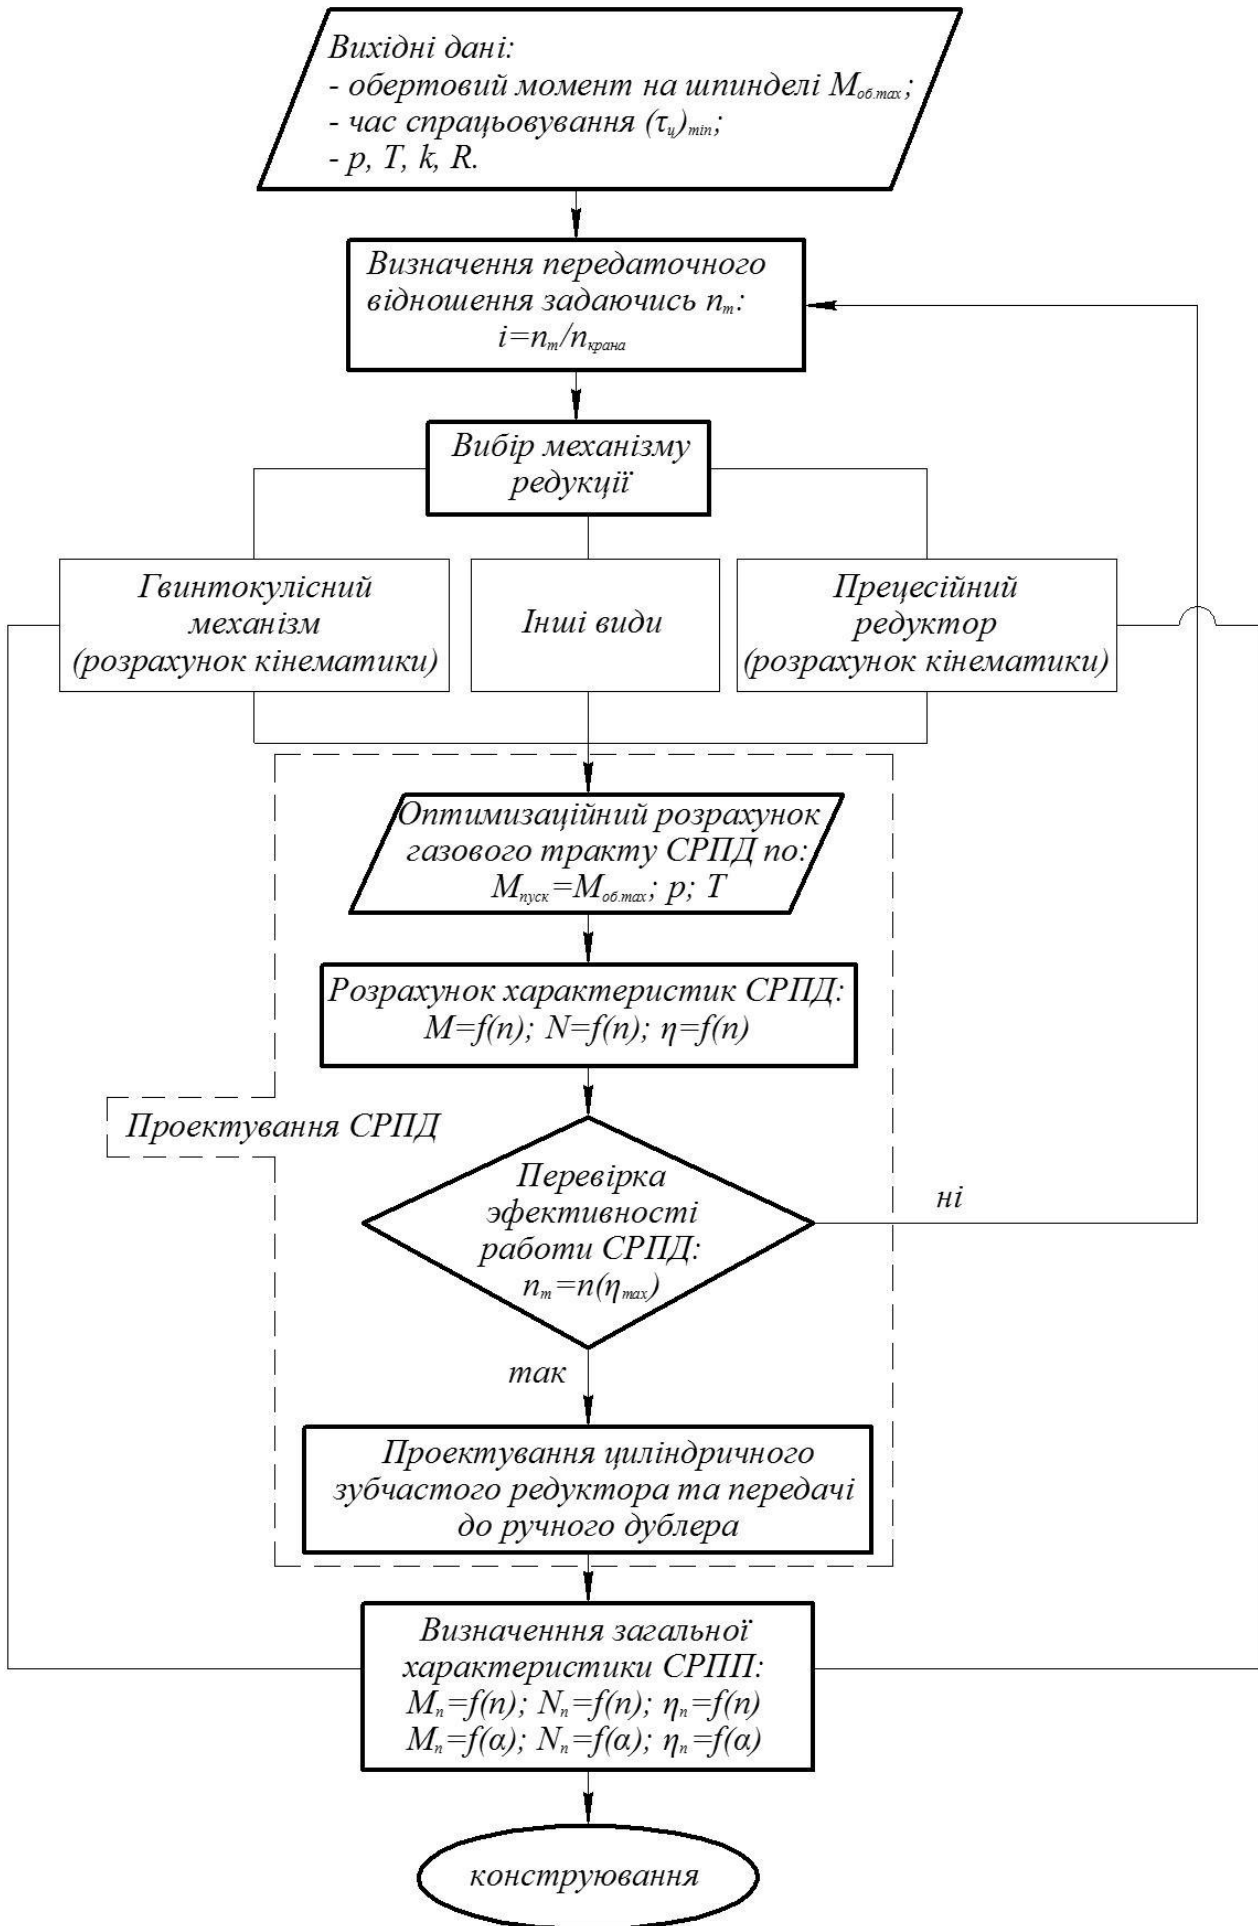 Вихідні дані:
- обертовий момент на шпинделі Mоб.max;
- час спрацьовування (τц)min;
- p, T, k, R.
Визначення передаточного
відношення задаючись nт:
i=nт/nкрана
Вибір механізму
редукції
Гвинтокулісний
механізм
(розрахунок кінематики)
Інші види
Прецесійний
редуктор
(розрахунок кінематики)
Оптимизаційний розрахунок
газового тракту СРПД по:
Mпуск=Mоб.max; p; T
Розрахунок характеристик СРПД:
M=f(n); N=f(n); η=f(n)
Проектування СРПД
Перевірка
эфективності
работи СРПД:
nт=n(ηmax)
ні
так
Проектування циліндричного
зубчастого редуктора та передачі
до ручного дублера
Визначенння загальної
характеристики СРПП:
Mп=f(n); Nп=f(n); ηп=f(n)
Mп=f(α); Nп=f(α); ηп=f(α)
конструювання